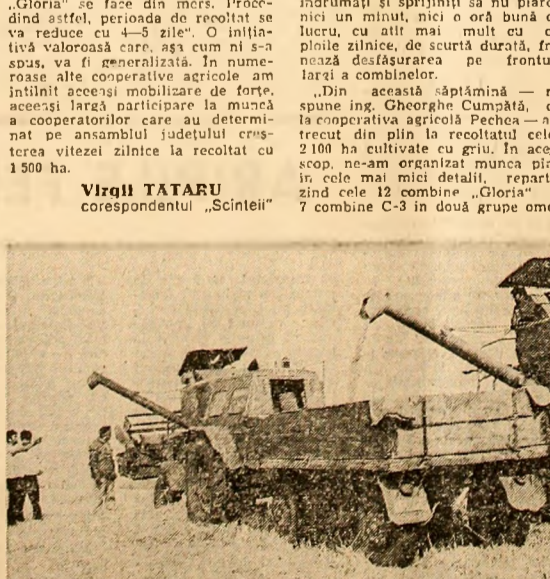 „Gloria" se face din mers. Proce-
dînd astfel, perioada de recoltat se
va reduce cu 4—5 zile". O iniția-
tivă valoroasă care, așa cum ni s-a
spus, va fi generalizată. În nume-
roase alte cooperative agricole am
întîlnit aceeași mobilizare de forțe,
aceeași largă participare la muncă
a cooperatorilor care au determi-
nat pe ansamblul județului creș-
terea vitezei zilnice la recoltat cu
1 500 ha.
Virgil TATARU
corespondentul „Scînteii"
îndrumați și sprijiniți să nu piard
nici un minut, nici o oră bună d
lucru, cu atît mai mult cu c
ploile zilnice, de scurtă durată, fr
nează desfășurarea pe frontu
largi a combinelor.
„Din această săptămînă — n
spune ing. Gheorghe Cumpătă, d
la cooperativa agricolă Pechea — a
trecut din plin la recoltatul cele
2 100 ha cultivate cu grîu. În aces
scop, ne-am organizat munca pîn
în cele mai mici detalii, repart
zînd cele 12 combine „Gloria"
7 combine C-3 în două grupe ome